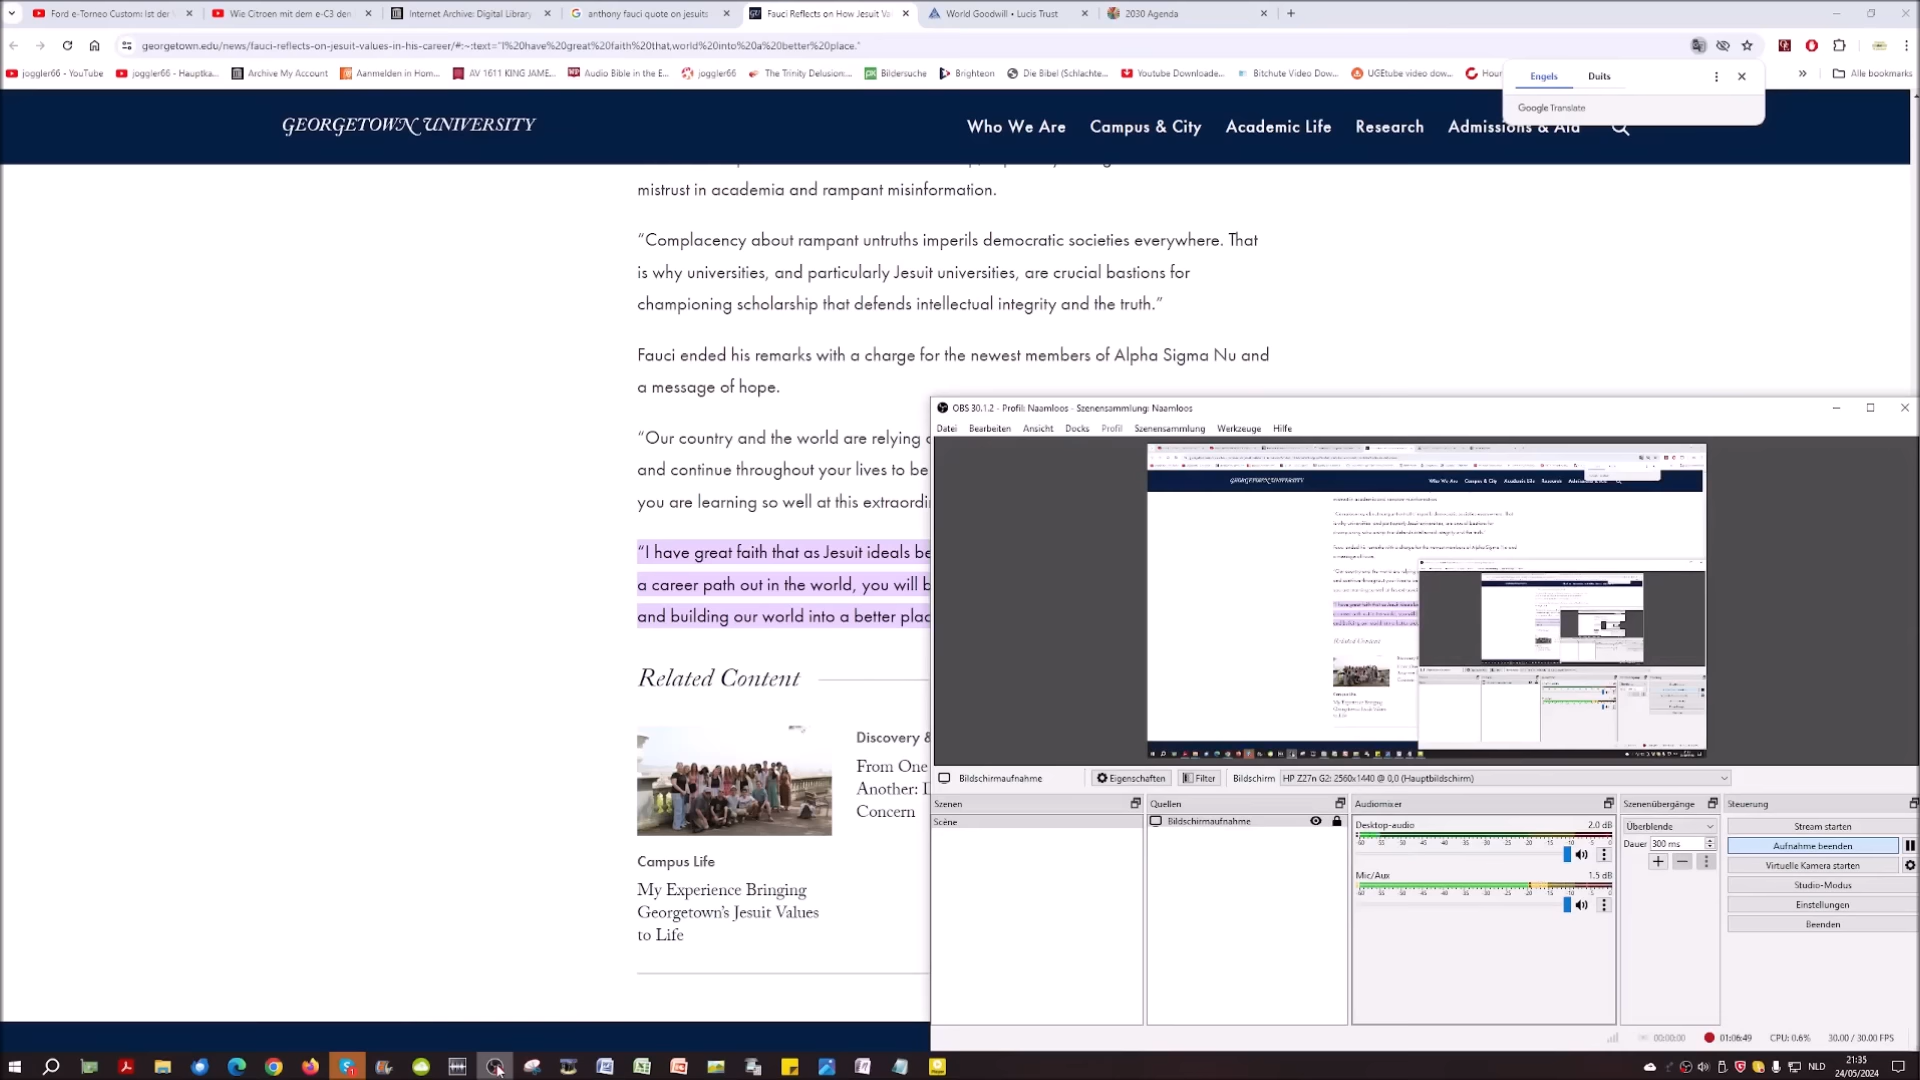 Ford e-Torneo Custom: Ist der
Wie Citroen mit dem e-C3 den
Internet Archive: Digital Library
anthony fauci quote on jesuits
Fauci Reflects on How Jesuit Va
World Goodwill • Lucis Trust
2030 Agenda
georgetown.edu/news/fauci-reflects-on-jesuit-values-in-his-career/#:~:text="I%20have%20great%20faith%20that,world%20into%20a%20better%20place."
joggler66 - YouTube
joggler66 - Hauptka...
Archive My Account
Aanmelden in Hom...
AV 1611 KING JAME...
Audio Bible in the E...
joggler66
The Trinity Delusion:...
Bildersuche
Brighteon
Die Bibel (Schlachte...
Youtube Downloade...
Bitchute Video Dow...
UGEtube video dow...
Hour
Alle bookmarks
Engels
Duits
Google Translate
GEORGETOWN UNIVERSITY
Who We Are
Campus & City
Academic Life
Research
Admissions & Aid
mistrust in academia and rampant misinformation.
“Complacency about rampant untruths imperils democratic societies everywhere. That
is why universities, and particularly Jesuit universities, are crucial bastions for
championing scholarship that defends intellectual integrity and the truth.”
Fauci ended his remarks with a charge for the newest members of Alpha Sigma Nu and
a message of hope.
“Our country and the world are relying
and continue throughout your lives to be
you are learning so well at this extraordi
“I have great faith that as Jesuit ideals be
a career path out in the world, you will b
and building our world into a better plac
Related Content
Discovery &
From One
Another: D
Concern
Campus Life
My Experience Bringing
Georgetown’s Jesuit Values
to Life
OBS 30.1.2 - Profil: Naamloos - Szenensammlung: Naamloos
Datei
Bearbeiten
Ansicht
Docks
Profil
Szenensammlung
Werkzeuge
Hilfe
Bildschirmaufnahme
Eigenschaften
Filter
Bildschirm
HP Z27n G2: 2560x1440 @ 0,0 (Hauptbildschirm)
Szenen
Scène
Quellen
Bildschirmaufnahme
Audiomixer
Desktop-audio
2.0 dB
Mic/Aux
1.5 dB
Szenenübergänge
Überblende
Dauer 300 ms
Steuerung
Stream starten
Aufnahme beenden
Virtuelle Kamera starten
Studio-Modus
Einstellungen
Beenden
00:00:00
01:06:49
CPU: 0.6%
30.00 / 30.00 FPS
NLD
21:35
24/05/2024